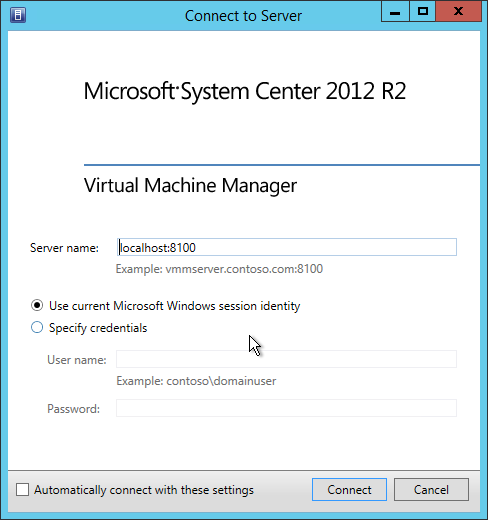 Connect to Server
Microsoft® System Center 2012 R2
Virtual Machine Manager
Server name: localhost:8100
Example: vmmserver.contoso.com:8100
Use current Microsoft Windows session identity
Specify credentials
User name:
Example: contoso\domainuser
Password:
Automatically connect with these settings Connect Cancel